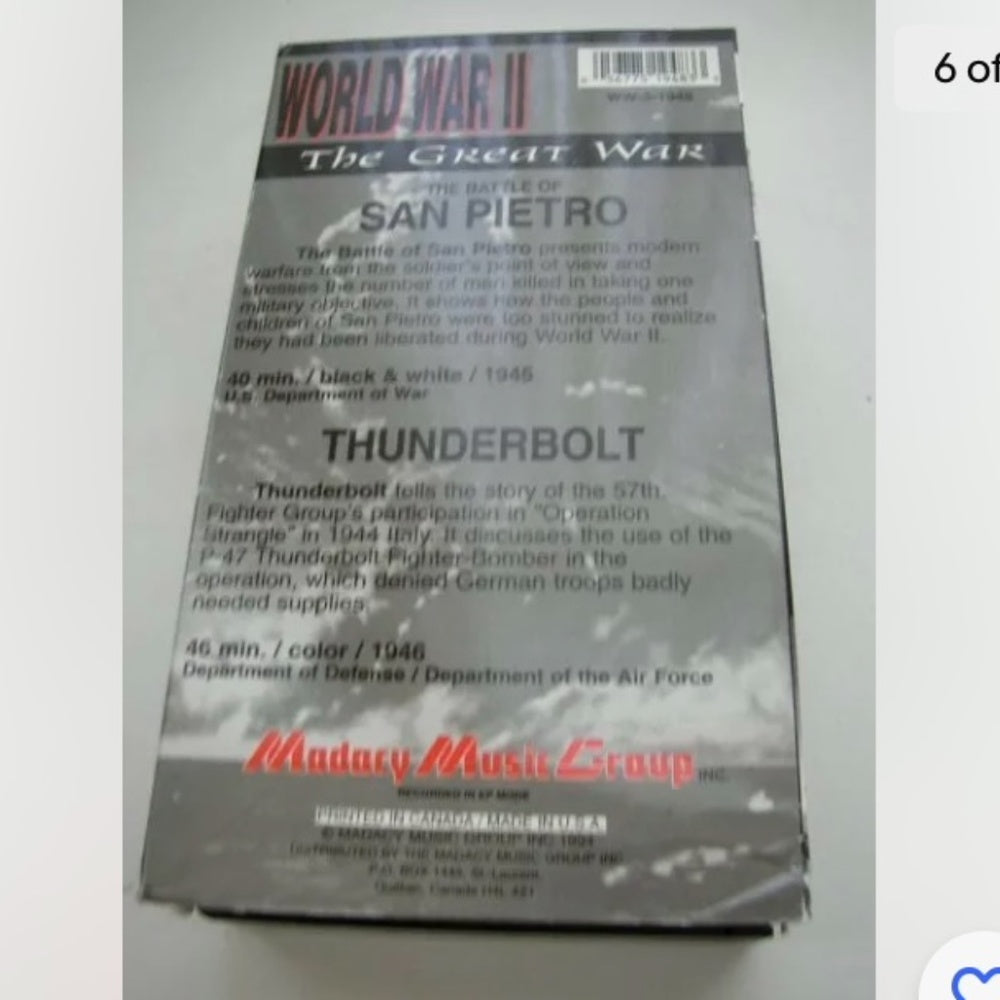 6 of
WORLD WAR II
WW-3-1948
The Great War
THE BATTLE OF
SAN PIETRO
The Battle of San Pietro presents modern
warfare from the soldier's point of view and
stresses the number of men killed in taking one
military objective. It shows how the people and
children of San Pietro were too stunned to realize
they had been liberated during World War II.
40 min. / black & white / 1945
U.S. Department of War
THUNDERBOLT
Thunderbolt tells the story of the 57th.
Fighter Group's participation in "Operation
Strangle" in 1944 Italy. It discusses the use of the
P-47 Thunderbolt Fighter-Bomber in the
operation, which denied German troops badly
needed supplies.
46 min. / color / 1946
Department of Defense / Department of the Air Force
Madacy Music Group INC.
RECORDED IN EP MODE
PRINTED IN CANADA / MADE IN U.S.A.
© MADACY MUSIC GROUP INC. 1994
DISTRIBUTED BY THE MADACY MUSIC GROUP INC.
P.O. BOX 1445, St-Laurent,
Quebec, Canada